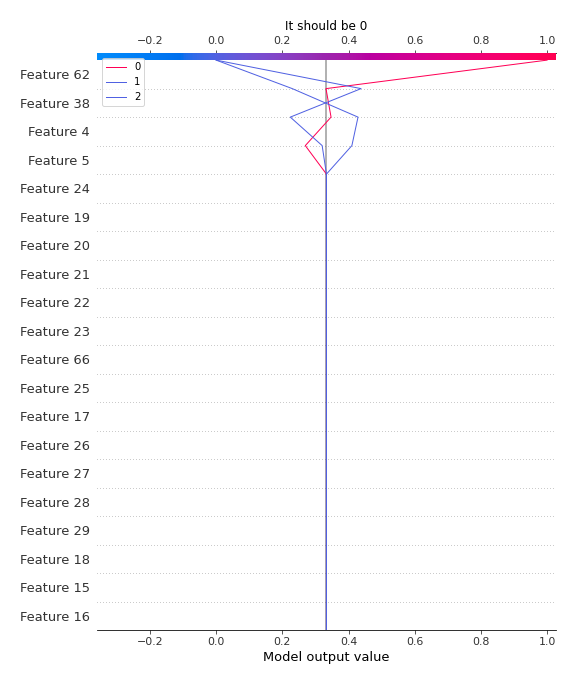 It should be 0
−0.2 0.0 0.2 0.4 0.6 0.8 1.0
0
1
2
Feature 62
Feature 38
Feature 4
Feature 5
Feature 24
Feature 19
Feature 20
Feature 21
Feature 22
Feature 23
Feature 66
Feature 25
Feature 17
Feature 26
Feature 27
Feature 28
Feature 29
Feature 18
Feature 15
Feature 16
−0.2 0.0 0.2 0.4 0.6 0.8 1.0
Model output value